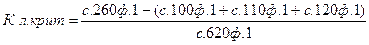 К л.крит = с.260ф.1 − (с.100ф.1 + с.110ф.1 + с.120ф.1)
с.620ф.1